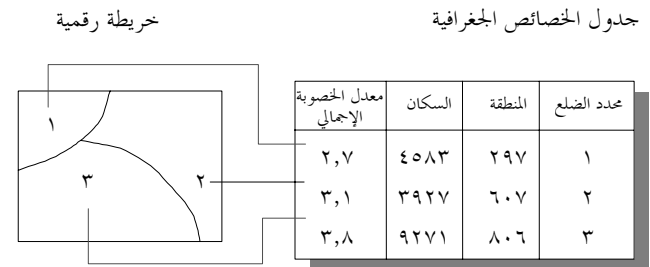 جدول الخصائص الجغرافية
خريطة رقمية
محدد الضلع المنطقة السكان معدل الخصوبة الإجمالي
١ ٢٩٧ ٤٥٨٣ ٢,٧
٢ ٦٠٧ ٣٩٢٧ ٣,١
٣ ٨٠٦ ٩٢٧١ ٣,٨
١
٢
٣